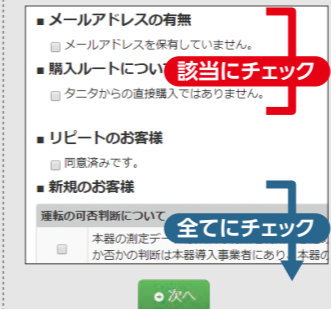 ■ メールアドレスの有無
メールアドレスを保有していません。
■ 購入ルートについ
該当にチェック
タニタからの直接購入ではありません。
■ リピートのお客様
同意済みです。
■ 新規のお客様
運転の可否判断について
全てにチェック
本器の測定デー
か否かの判断は本器導入事業者にあり、本器の
次へ